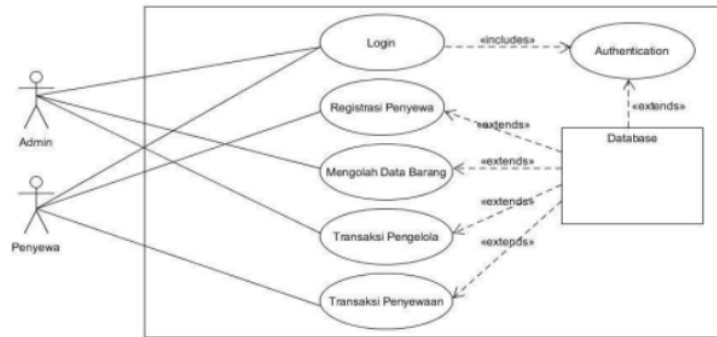 Login
«includes»
Authentication
Admin
Registrasi Penyewa
«extends»
«extends»
Database
Mengolah Data Barang
«extends»
Penyewa
Transaksi Pengelola
«extends»
«extends»
Transaksi Penyewaan